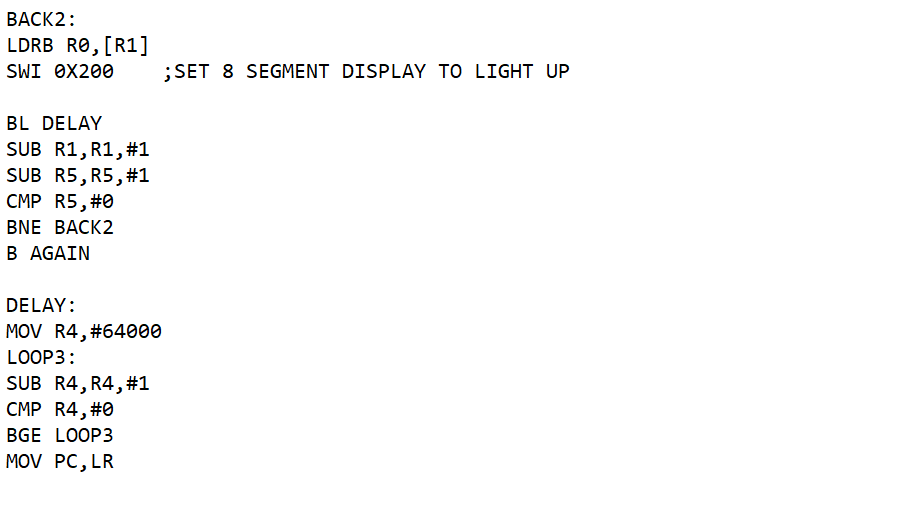 BACK2:
LDRB R0,[R1]
SWI 0X200    ;SET 8 SEGMENT DISPLAY TO LIGHT UP
BL DELAY
SUB R1,R1,#1
SUB R5,R5,#1
CMP R5,#0
BNE BACK2
B AGAIN
DELAY:
MOV R4,#64000
LOOP3:
SUB R4,R4,#1
CMP R4,#0
BGE LOOP3
MOV PC,LR